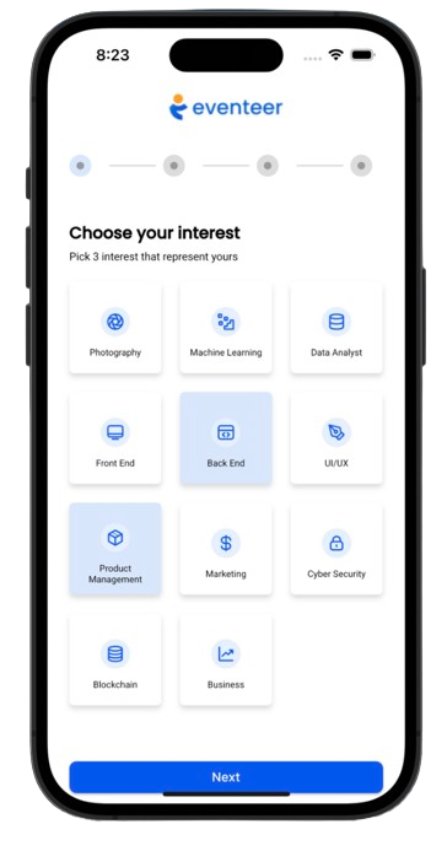 8:23
eventeer
Choose your interest
Pick 3 interest that represent yours
Photography
Machine Learning
Data Analyst
Front End
Back End
UI/UX
Product
Management
Marketing
Cyber Security
Blockchain
Business
Next